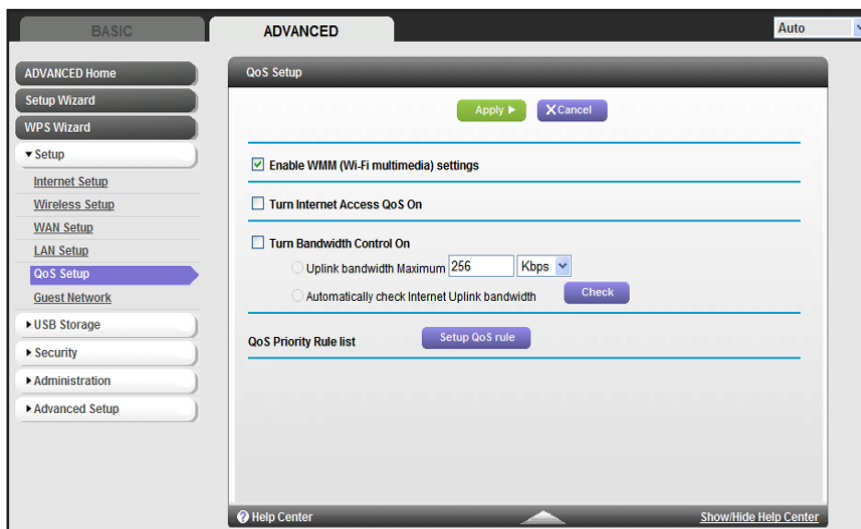 BASIC
ADVANCED
Auto
ADVANCED Home
Setup Wizard
WPS Wizard
Setup
Internet Setup
Wireless Setup
WAN Setup
LAN Setup
QoS Setup
Guest Network
USB Storage
Security
Administration
Advanced Setup
QoS Setup
Apply
X Cancel
Enable WMM (Wi-Fi multimedia) settings
Turn Internet Access QoS On
Turn Bandwidth Control On
Uplink bandwidth Maximum 256 Kbps
Automatically check Internet Uplink bandwidth Check
QoS Priority Rule list Setup QoS rule
? Help Center Show/Hide Help Center